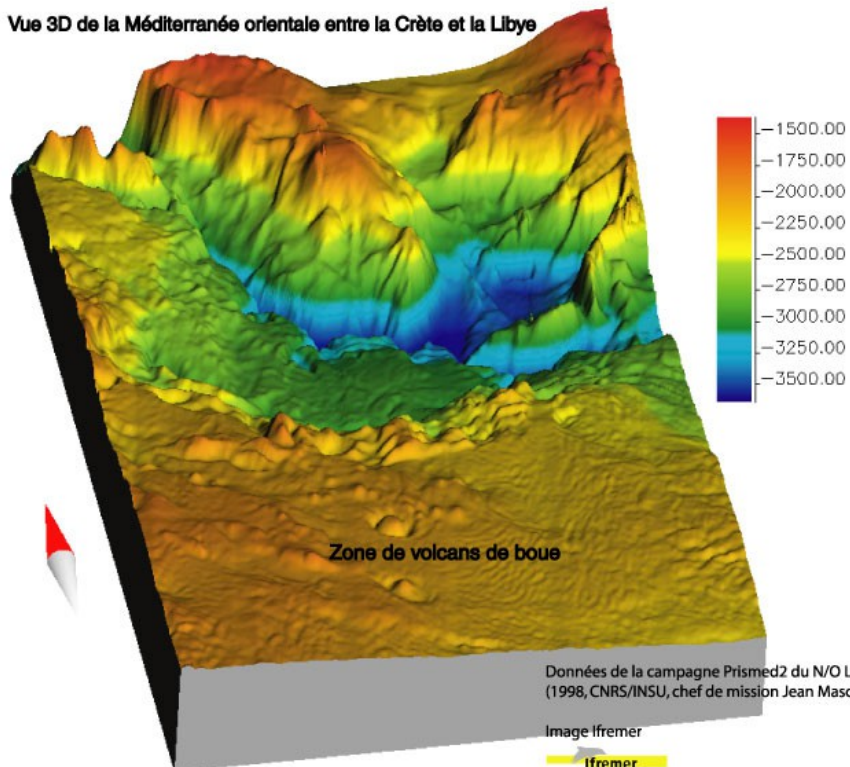 Vue 3D de la Méditerranée orientale entre la Crète et la Libye
−1500.00
−1750.00
−2000.00
−2250.00
−2500.00
−2750.00
−3000.00
−3250.00
−3500.00
Zone de volcans de boue
Données de la campagne Prismed2 du N/O L
(1998, CNRS/INSU, chef de mission Jean Masc
Image Ifremer
Ifremer